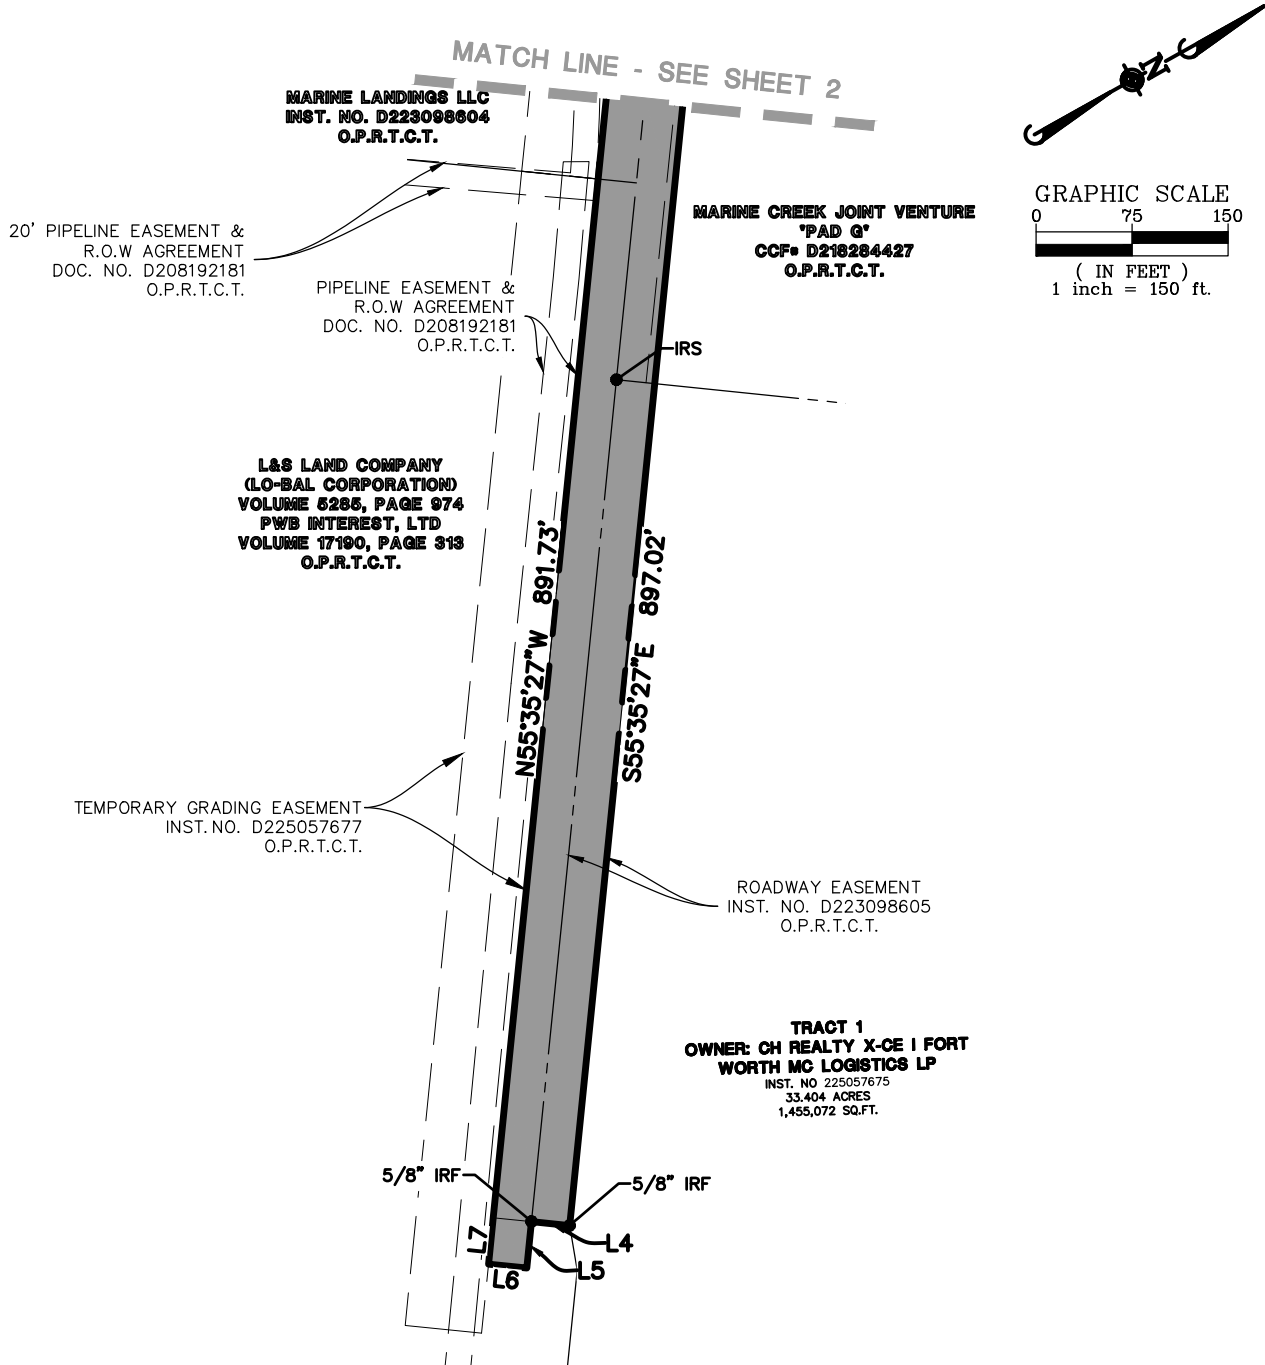 MATCH LINE - SEE SHEET 2
N
MARINE LANDINGS LLC
INST. NO. D223098604
O.P.R.T.C.T.
GRAPHIC SCALE
0 75 150
( IN FEET )
1 inch = 150 ft.
MARINE CREEK JOINT VENTURE
"PAD G"
CCF# D218284427
O.P.R.T.C.T.
20' PIPELINE EASEMENT &
R.O.W AGREEMENT
DOC. NO. D208192181
O.P.R.T.C.T.
PIPELINE EASEMENT &
R.O.W AGREEMENT
DOC. NO. D208192181
O.P.R.T.C.T.
IRS
L&S LAND COMPANY
(LO-BAL CORPORATION)
VOLUME 5285, PAGE 974
PWB INTEREST, LTD
VOLUME 17190, PAGE 313
O.P.R.T.C.T.
N55°35'27"W 891.73'
S55°35'27"E 897.02'
TEMPORARY GRADING EASEMENT
INST. NO. D225057677
O.P.R.T.C.T.
ROADWAY EASEMENT
INST. NO. D223098605
O.P.R.T.C.T.
TRACT 1
OWNER: CH REALTY X-CE I FORT
WORTH MC LOGISTICS LP
INST. NO 225057675
33.404 ACRES
1,455,072 SQ.FT.
5/8" IRF
5/8" IRF
L4
L5
L6
L7